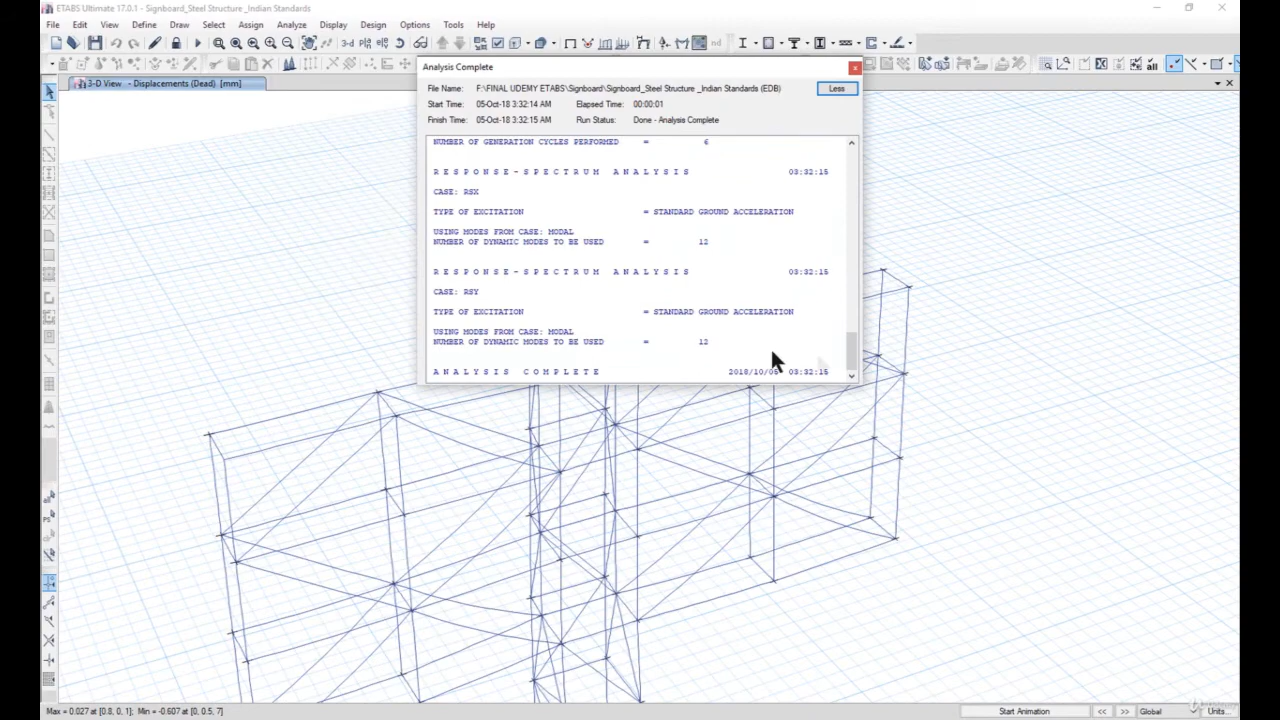 ETABS Ultimate 17.0.1 - Signboard_Steel Structure _Indian Standards
File Edit View Define Draw Select Assign Analyze Display Design Options Tools Help
3-d
nd
all
3-D View - Displacements (Dead) [mm]
Analysis Complete
File Name: F:\FINAL UDEMY ETABS\Signboard\Signboard_Steel Structure _Indian Standards (EDB)
Less
Start Time: 05-Oct-18 3:32:14 AM Elapsed Time: 00:00:01
Finish Time: 05-Oct-18 3:32:15 AM Run Status: Done - Analysis Complete
NUMBER OF GENERATION CYCLES PERFORMED = 6
R E S P O N S E - S P E C T R U M A N A L Y S I S 03:32:15
CASE: RSX
TYPE OF EXCITATION = STANDARD GROUND ACCELERATION
USING MODES FROM CASE: MODAL
NUMBER OF DYNAMIC MODES TO BE USED = 12
R E S P O N S E - S P E C T R U M A N A L Y S I S 03:32:15
CASE: RSY
TYPE OF EXCITATION = STANDARD GROUND ACCELERATION
USING MODES FROM CASE: MODAL
NUMBER OF DYNAMIC MODES TO BE USED = 12
A N A L Y S I S C O M P L E T E 2018/10/05 03:32:15
Max = 0.027 at [0.8, 0, 1]; Min = -0.607 at [0, 0.5, 7]
Start Animation << >> Global Units...